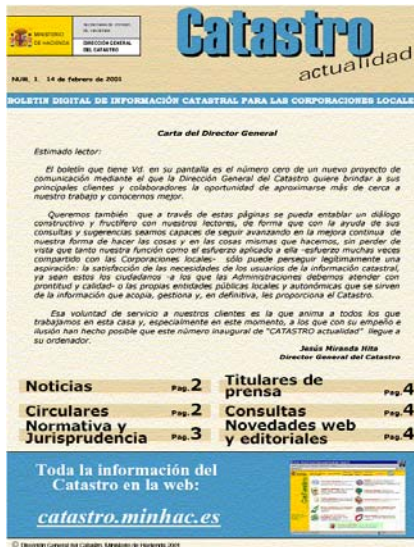 MINISTERIO
DE HACIENDA
DIRECCIÓN GENERAL
DEL CATASTRO
Catastro
actualidad
NUM. 1. 14 de febrero de 2001
BOLETIN DIGITAL DE INFORMACIÓN CATASTRAL PARA LAS CORPORACIONES LOCALE
Carta del Director General
Estimado lector:
El boletín que tiene Vd. en su pantalla es el número cero de un nuevo proyecto de
comunicación mediante el que la Dirección General del Catastro quiere brindar a sus
principales clientes y colaboradores la oportunidad de aproximarse más de cerca a
nuestro trabajo y conocernos mejor.
Queremos también que a través de estas páginas se pueda entablar un diálogo
constructivo y fructífero con nuestros lectores, de forma que con la ayuda de sus
consultas y sugerencias seamos capaces de seguir avanzando en la mejora continua de
nuestra forma de hacer las cosas y en las cosas mismas que hacemos, sin perder de
vista que tanto nuestra función como el esfuerzo aplicado a ella -esfuerzo muchas veces
compartido con las Corporaciones locales- sólo puede perseguir legítimamente una
aspiración: la satisfacción de las necesidades de los usuarios de la información catastral,
ya sean estos los ciudadanos -a los que las Administraciones debemos atender con
prontitud y calidad- o las propias entidades públicas locales y autonómicas que se sirven
de la información que acopia, gestiona y, en definitiva, les proporciona el Catastro.
Esa voluntad de servicio a nuestros clientes es la que anima a todos los que
trabajamos en esta casa y, especialmente en este momento, a los que con su empeño e
ilusión han hecho posible que este número inaugural de "CATASTRO actualidad" llegue a
su ordenador.
Jesús Miranda Hita
Director General del Catastro
Noticias Pag. 2
Circulares Pag. 2
Normativa y
Jurisprudencia Pag. 3
Titulares de
prensa Pag. 4
Consultas Pag. 4
Novedades web
y editoriales Pag. 4
Toda la información del
Catastro en la web:
catastro.minhac.es
Catastro
© Dirección General del Catastro. Ministerio de Hacienda